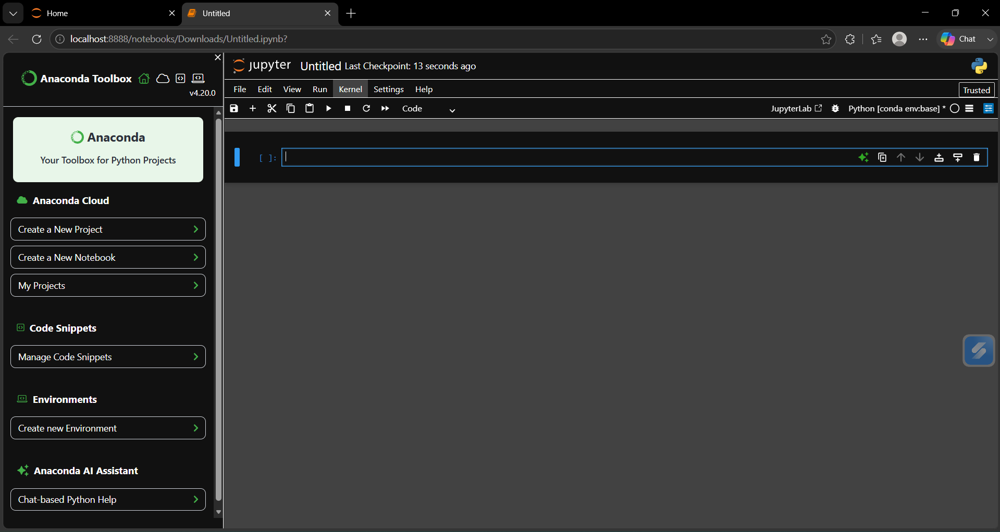 Home
Untitled
localhost:8888/notebooks/Downloads/Untitled.ipynb?
Chat
Anaconda Toolbox
v4.20.0
Anaconda
Your Toolbox for Python Projects
Anaconda Cloud
Create a New Project
Create a New Notebook
My Projects
Code Snippets
Manage Code Snippets
Environments
Create new Environment
Anaconda AI Assistant
Chat-based Python Help
jupyter Untitled Last Checkpoint: 13 seconds ago
File Edit View Run Kernel Settings Help
Trusted
Code
JupyterLab
Python [conda env:base] *
[ ]: